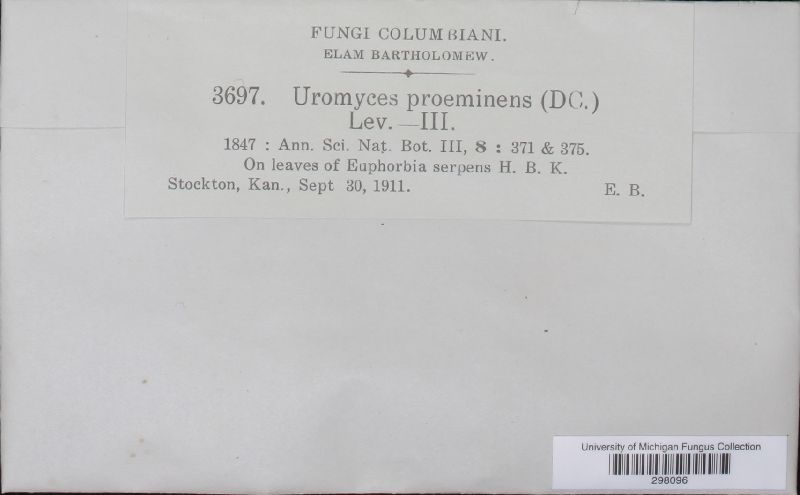 FUNGI COLUMBIANI.
ELAM BARTHOLOMEW.
3697. Uromyces proeminens (DC.)
Lev.—III.
1847 : Ann. Sci. Nat. Bot. III, 8 : 371 & 375.
On leaves of Euphorbia serpens H. B. K.
Stockton, Kan., Sept 30, 1911. E. B.
University of Michigan Fungus Collection
298096